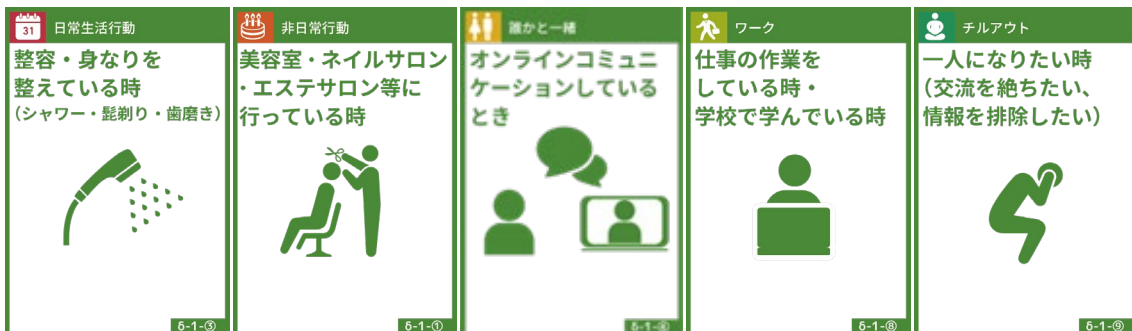 31 日常生活行動
整容・身なりを
整えている時
（シャワー・髭剃り・歯磨き）
δ-1-③
非日常行動
美容室・ネイルサロン
・エステサロン等に
行っている時
δ-1-①
誰かと一緒
オンラインコミュニ
ケーションしている
とき
ワーク
仕事の作業を
している時・
学校で学んでいる時
δ-1-⑧
チルアウト
一人になりたい時
（交流を絶ちたい、
情報を排除したい）
δ-1-⑨